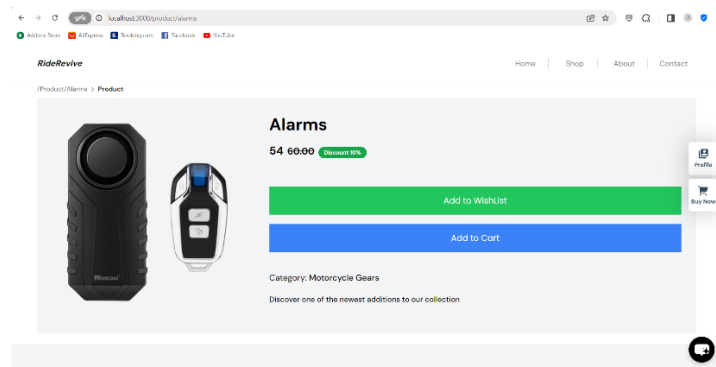 localhost:3000/product/alarms
Addons Store AliExpress Booking.com Facebook YouTube
RideRevive
Home Shop About Contact
/Product/Alarms > Product
Alarms
54 60.00 Discount 10%
Profile
Add to WishList
Buy Now
Add to Cart
Category: Motorcycle Gears
Discover one of the newest additions to our collection